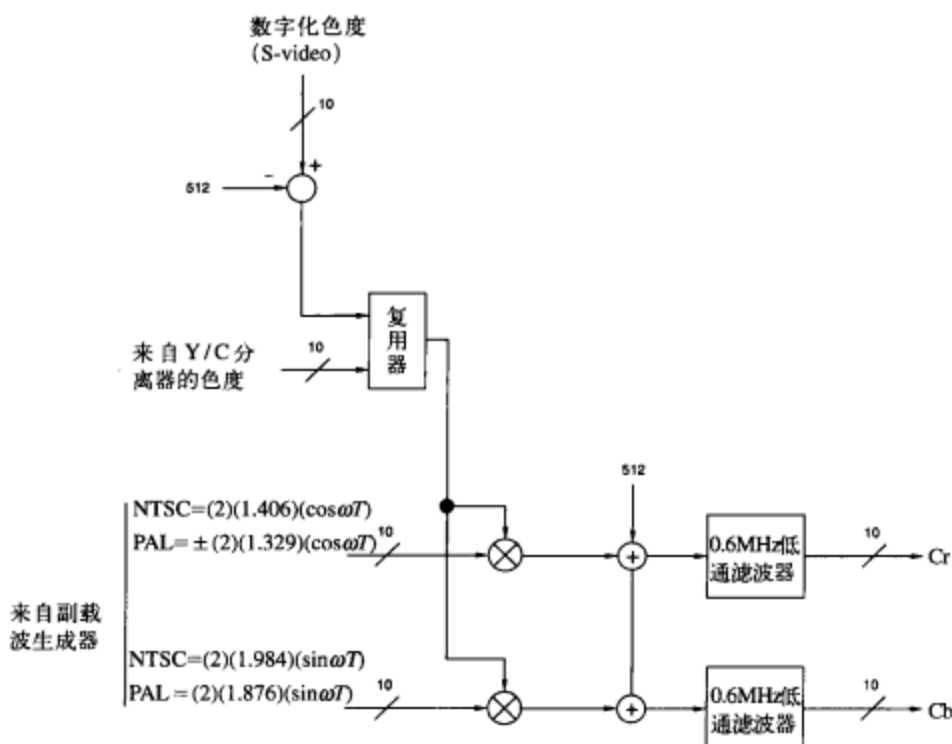 数字化色度
(S-video)
10
+
-
512
复用器
来自Y/C分
离器的色度
10
512
NTSC=(2)(1.406)(cosωT)
PAL=±(2)(1.329)(cosωT)
10
0.6MHz低
通滤波器
10
Cr
+
来自副载
波生成器
NTSC=(2)(1.984)(sinωT)
PAL=(2)(1.876)(sinωT)
10
0.6MHz低
通滤波器
10
Cb
+